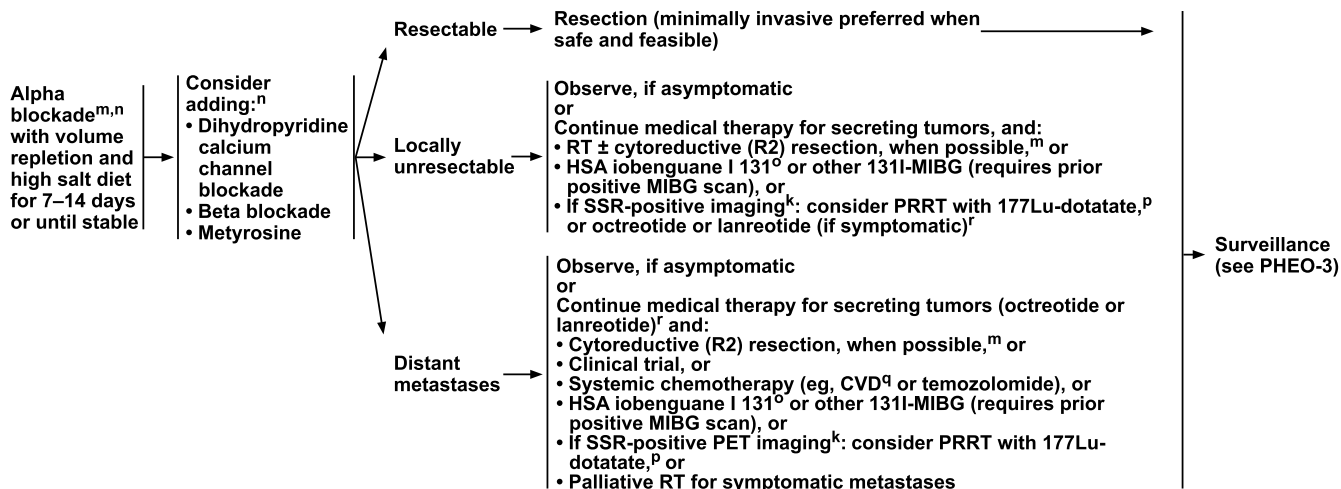 Alpha
blockadem,n
with volume
repletion and
high salt diet
for 7–14 days
or until stable
Consider
adding:n
• Dihydropyridine
calcium
channel
blockade
• Beta blockade
• Metyrosine
Resectable
Resection (minimally invasive preferred when
safe and feasible)
Locally
unresectable
Observe, if asymptomatic
or
Continue medical therapy for secreting tumors, and:
• RT ± cytoreductive (R2) resection, when possible,m or
• HSA iobenguane I 131o or other 131I-MIBG (requires prior
positive MIBG scan), or
• If SSR-positive imagingk: consider PRRT with 177Lu-dotatate,p
or octreotide or lanreotide (if symptomatic)r
Distant
metastases
Observe, if asymptomatic
or
Continue medical therapy for secreting tumors (octreotide or
lanreotide)r and:
• Cytoreductive (R2) resection, when possible,m or
• Clinical trial, or
• Systemic chemotherapy (eg, CVDq or temozolomide), or
• HSA iobenguane I 131o or other 131I-MIBG (requires prior
positive MIBG scan), or
• If SSR-positive PET imagingk: consider PRRT with 177Lu-
dotatate,p or
• Palliative RT for symptomatic metastases
Surveillance
(see PHEO-3)